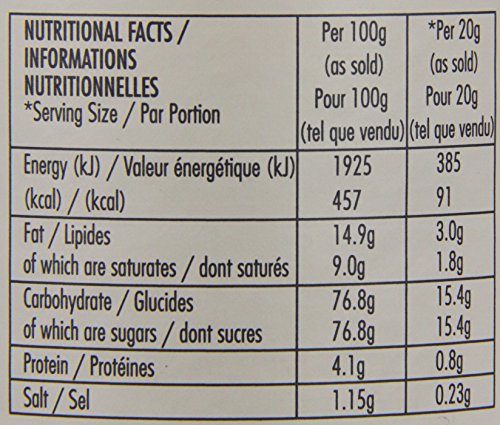 NUTRITIONAL FACTS / Per 100g *Per 20g
INFORMATIONS (as sold) (as sold)
NUTRITIONNELLES Pour 100g Pour 20g
*Serving Size / Par Portion (tel que vendu) (tel que vendu)
Energy (kJ) / Valeur énergétique (kJ) 1925 385
(kcal) / (kcal) 457 91
Fat / Lipides 14.9g 3.0g
of which are saturates / dont saturés 9.0g 1.8g
Carbohydrate / Glucides 76.8g 15.4g
of which are sugars / dont sucres 76.8g 15.4g
Protein / Protéines 4.1g 0.8g
Salt / Sel 1.15g 0.23g